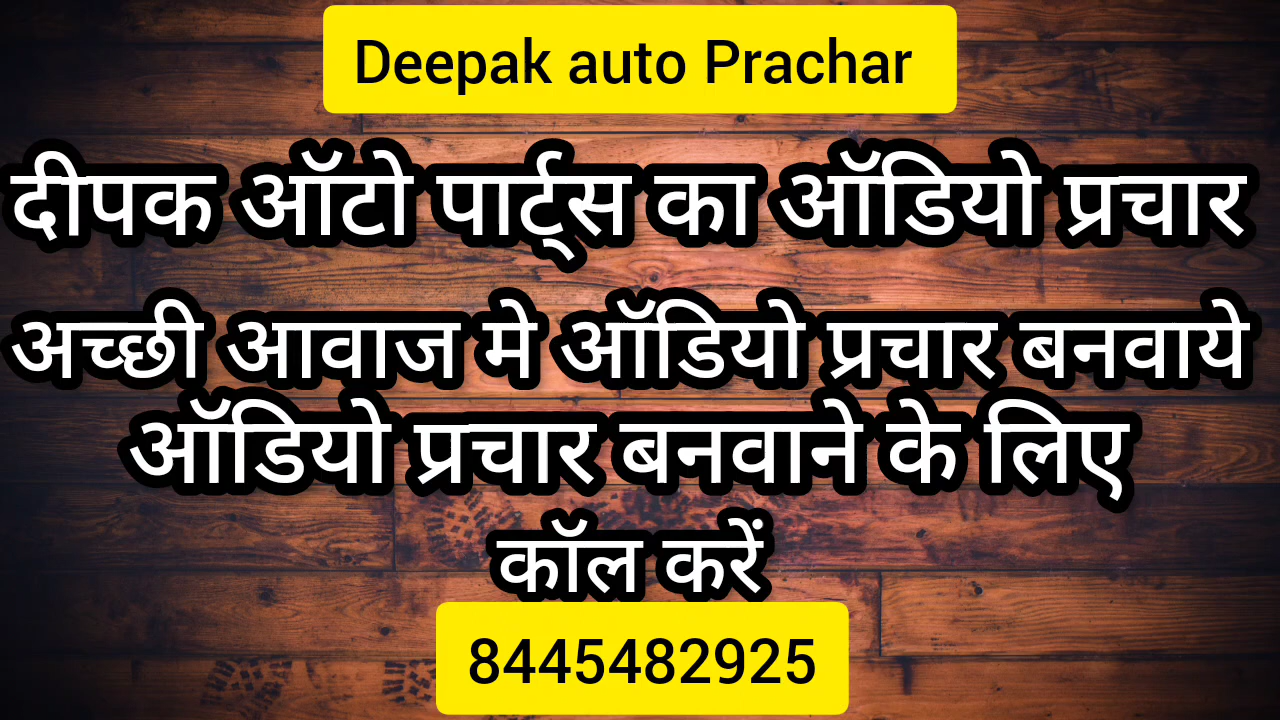 Deepak auto Prachar
दीपक ऑटो पार्ट्स का ऑडियो प्रचार
अच्छी आवाज मे ऑडियो प्रचार बनवाये
ऑडियो प्रचार बनवाने के लिए
कॉल करें
8445482925